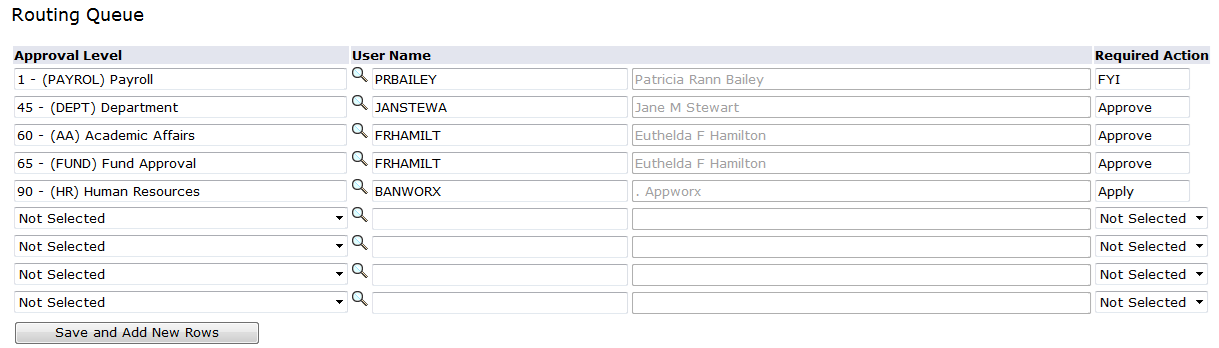 Routing Queue
Approval Level User Name Required Action
1 - (PAYROL) Payroll PRBAILEY Patricia Rann Bailey FYI
45 - (DEPT) Department JANSTEWA Jane M Stewart Approve
60 - (AA) Academic Affairs FRHAMILT Euthelda F Hamilton Approve
65 - (FUND) Fund Approval FRHAMILT Euthelda F Hamilton Approve
90 - (HR) Human Resources BANWORX . Appworx Apply
Not Selected Not Selected
Not Selected Not Selected
Not Selected Not Selected
Not Selected Not Selected
Save and Add New Rows